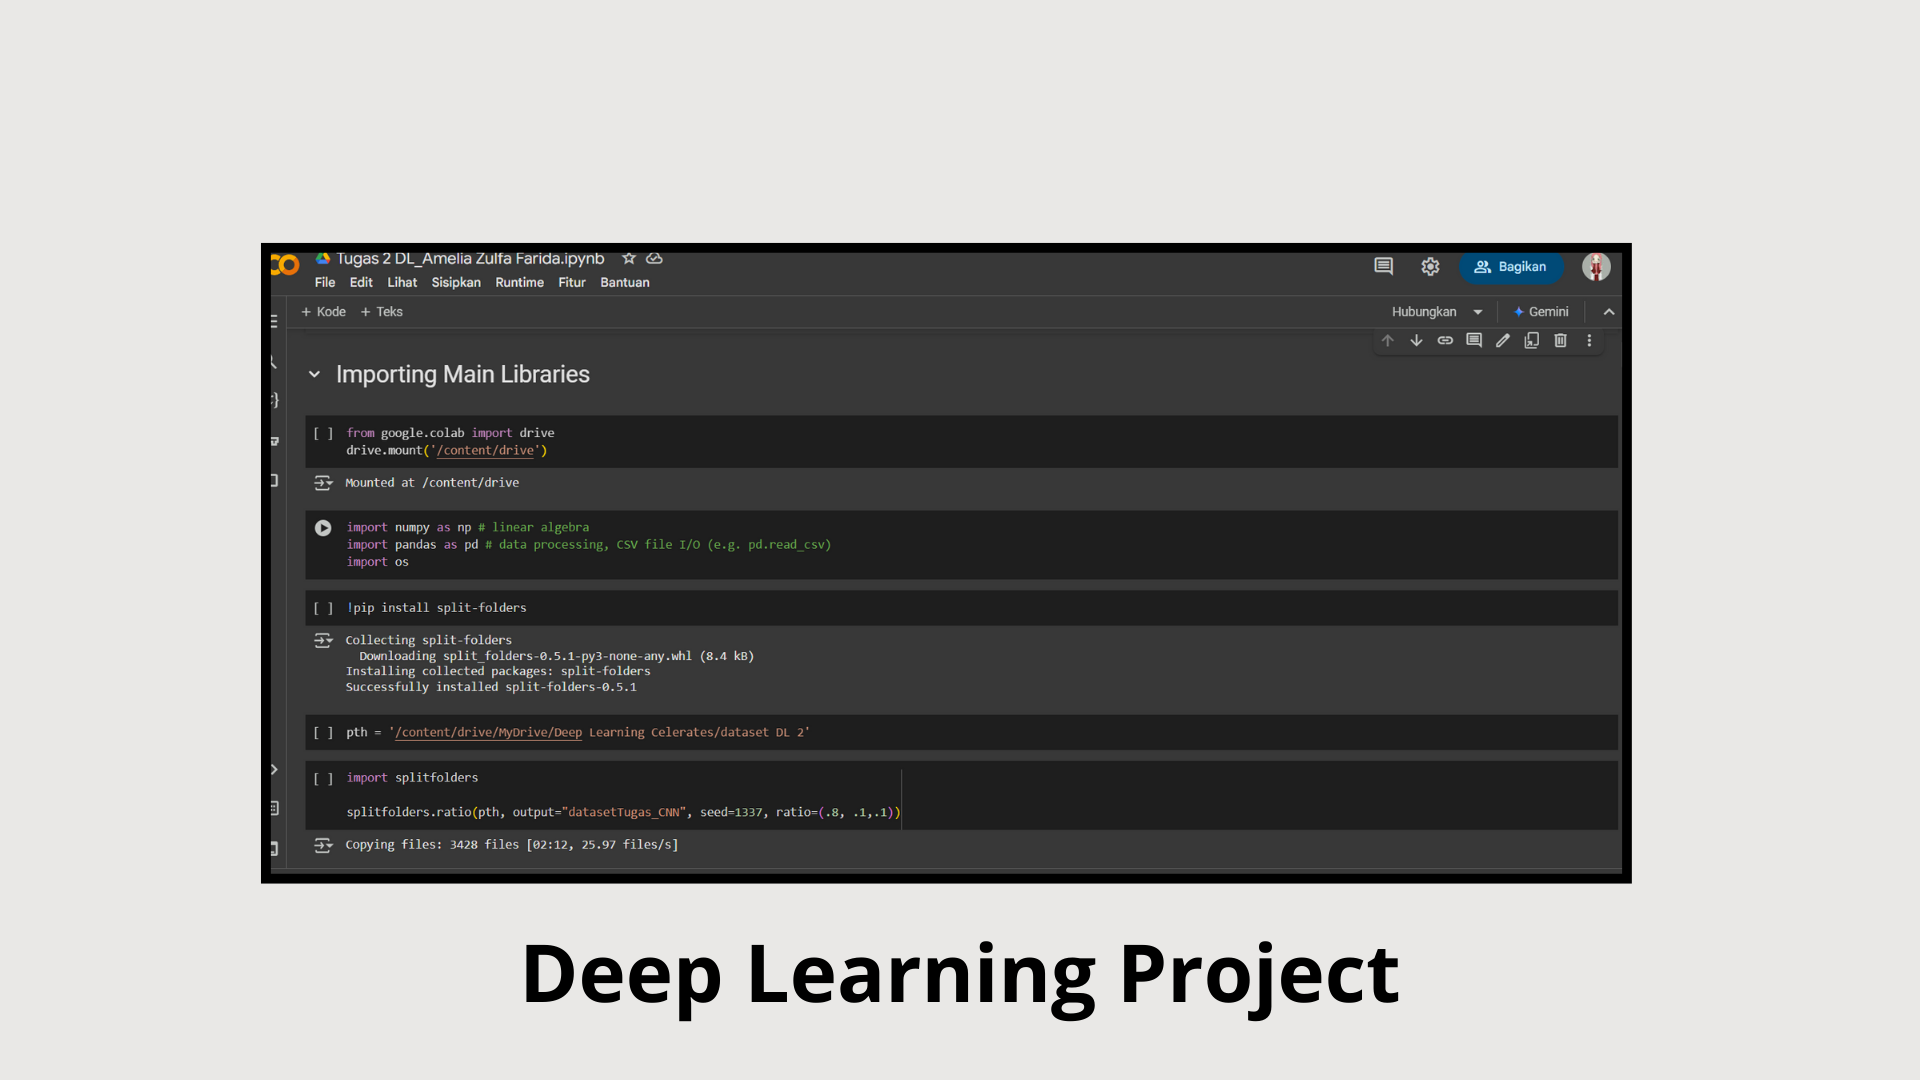 Tugas 2 DL_Amelia Zulfa Farida.ipynb
File Edit Lihat Sisipkan Runtime Fitur Bantuan
Bagikan
+ Kode + Teks
Hubungkan
Gemini
Importing Main Libraries
[ ] from google.colab import drive
drive.mount('/content/drive')
Mounted at /content/drive
import numpy as np # linear algebra
import pandas as pd # data processing, CSV file I/O (e.g. pd.read_csv)
import os
[ ] !pip install split-folders
Collecting split-folders
Downloading split_folders-0.5.1-py3-none-any.whl (8.4 kB)
Installing collected packages: split-folders
Successfully installed split-folders-0.5.1
[ ] pth = '/content/drive/MyDrive/Deep Learning Celerates/dataset DL 2'
[ ] import splitfolders
splitfolders.ratio(pth, output="datasetTugas_CNN", seed=1337, ratio=(.8, .1,.1))
Copying files: 3428 files [02:12, 25.97 files/s]
Deep Learning Project